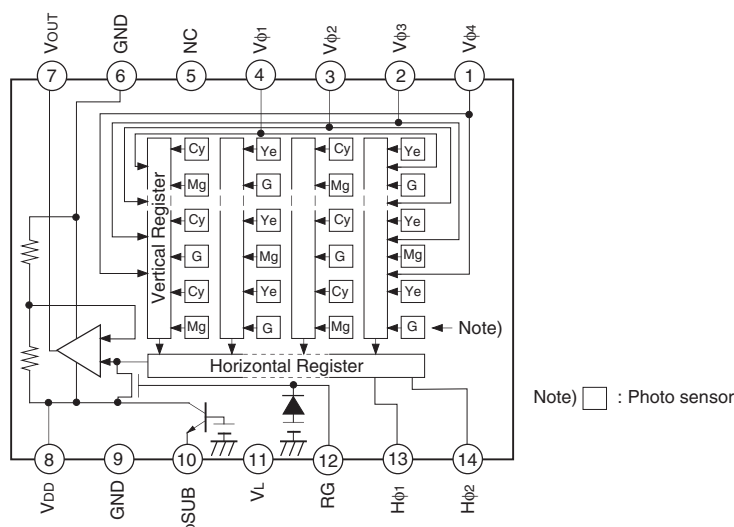 VOUT GND NC Vφ1 Vφ2 Vφ3 Vφ4
7 6 5 4 3 2 1
Vertical Register
Cy Ye Cy Ye
Mg G Mg G
Cy Ye Cy Ye
G Mg G Mg
Cy Ye Cy Ye
Mg G Mg G Note)
Horizontal Register
Note) : Photo sensor
8 9 10 11 12 13 14
VDD GND φSUB VL RG Hφ1 Hφ2